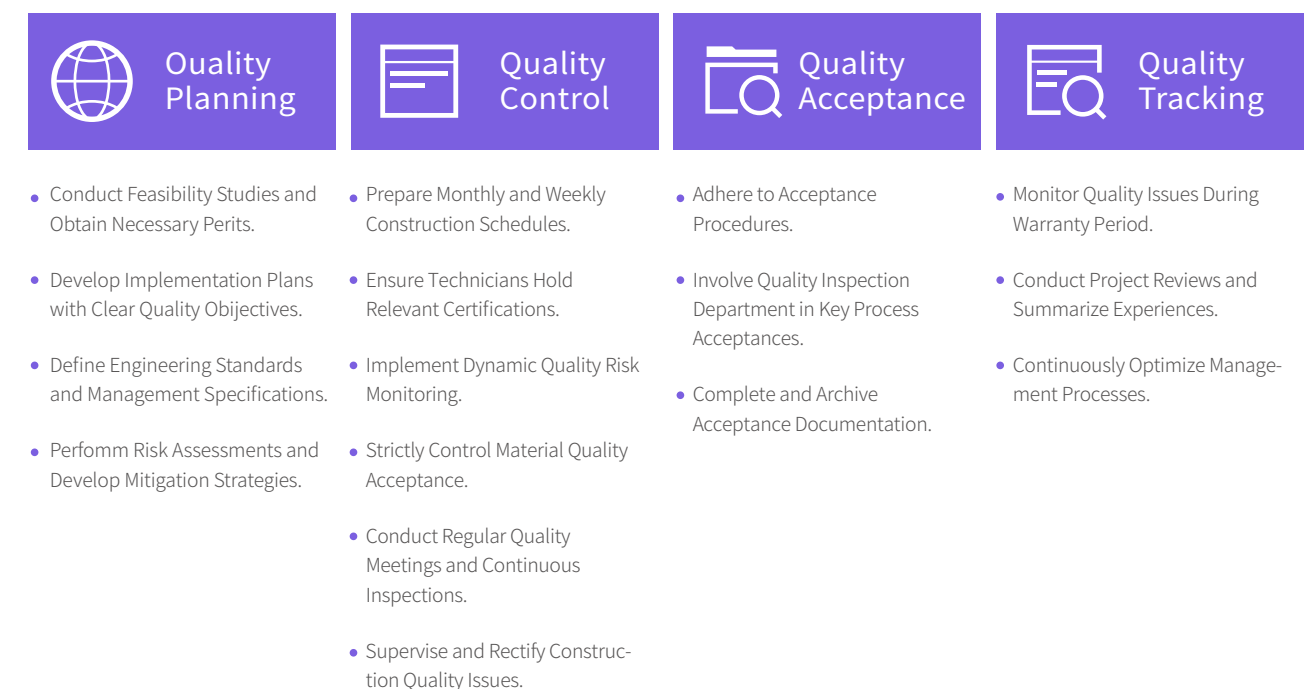 Ouality
Planning
Conduct Feasibility Studies and
Obtain Necessary Perits.
Develop Implementation Plans
with Clear Quality Obijectives.
Define Engineering Standards
and Management Specifications.
Perfomm Risk Assessments and
Develop Mitigation Strategies.
Quality
Control
Prepare Monthly and Weekly
Construction Schedules.
Ensure Technicians Hold
Relevant Certifications.
Implement Dynamic Quality Risk
Monitoring.
Strictly Control Material Quality
Acceptance.
Conduct Regular Quality
Meetings and Continuous
Inspections.
Supervise and Rectify Construc-
tion Quality Issues.
Quality
Acceptance
Adhere to Acceptance
Procedures.
Involve Quality Inspection
Department in Key Process
Acceptances.
Complete and Archive
Acceptance Documentation.
Quality
Tracking
Monitor Quality Issues During
Warranty Period.
Conduct Project Reviews and
Summarize Experiences.
Continuously Optimize Manage-
ment Processes.